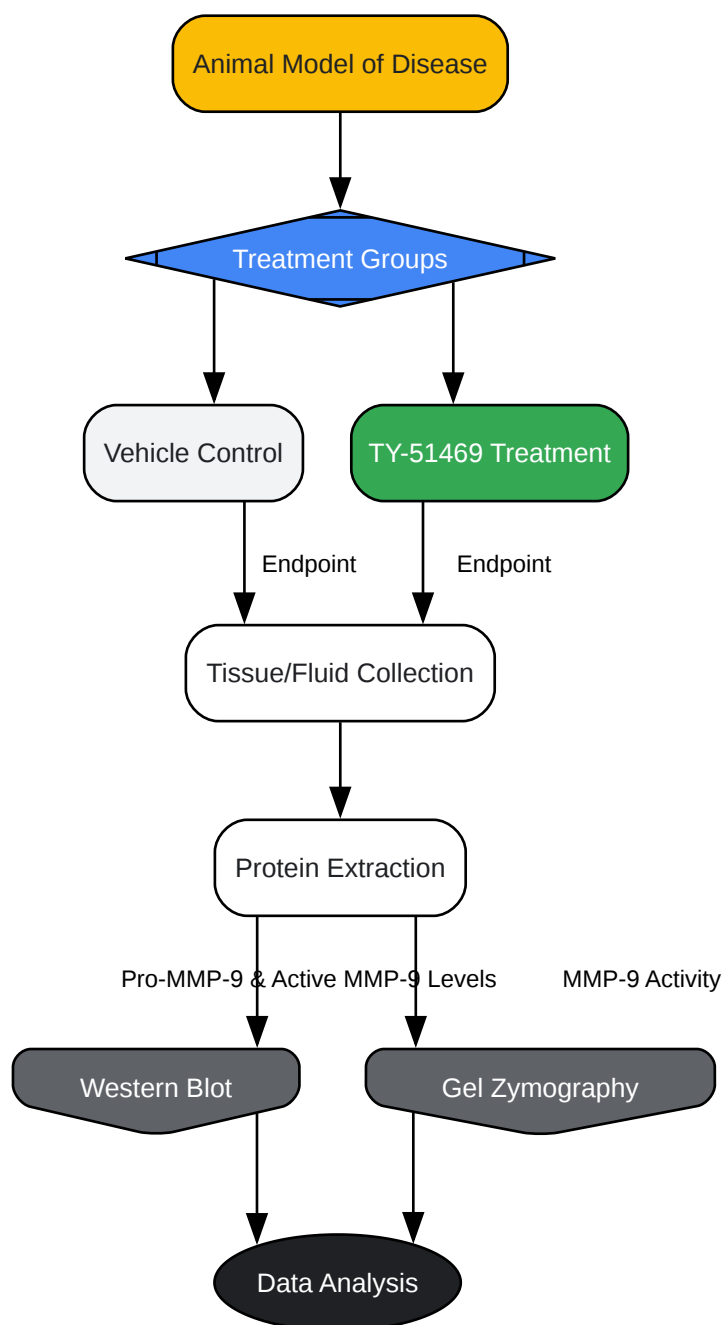 Animal Model of Disease
Treatment Groups
Vehicle Control
TY-51469 Treatment
Endpoint
Endpoint
Tissue/Fluid Collection
Protein Extraction
Pro-MMP-9 & Active MMP-9 Levels
MMP-9 Activity
Western Blot
Gel Zymography
Data Analysis